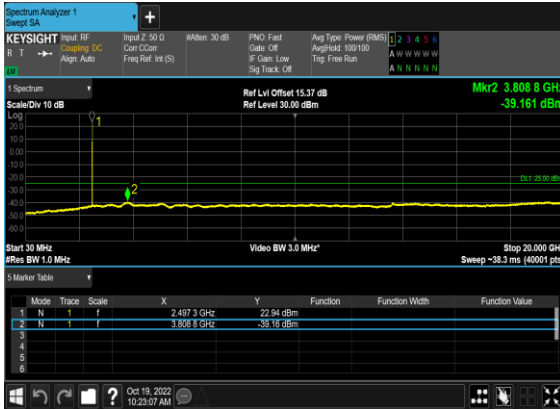 Spectrum Analyzer 1
Swept SA
+
KEYSIGHT Input: RF Input Z: 50 Ω #Atten: 30 dB PNO: Fast Avg Type: Power (RMS) 1 2 3 4 5 6
R T Coupling: DC Corr CCorr Gate: Off Avg|Hold: 100/100 A W W W W W
Align: Auto Freq Ref: Int (S) IF Gain: Low Trig: Free Run
Sig Track: Off A N N N N N
1 Spectrum Ref Lvl Offset 15.37 dB Mkr2 3.808 8 GHz
Scale/Div 10 dB Ref Level 30.00 dBm -39.161 dBm
Log
20.0
10.0
0.00
-10.0
-20.0
-30.0
-40.0
-50.0
-60.0
1
2
DL1 -25.00 dBm
Start 30 MHz Video BW 3.0 MHz* Stop 20.000 GH
#Res BW 1.0 MHz Sweep ~38.3 ms (40001 pts
5 Marker Table
Mode Trace Scale X Y Function Function Width Function Value
1 N 1 f 2.497 3 GHz 22.94 dBm
2 N 1 f 3.808 8 GHz -39.16 dBm
3
4
5
6
?
Oct 19, 2022
10:23:07 AM